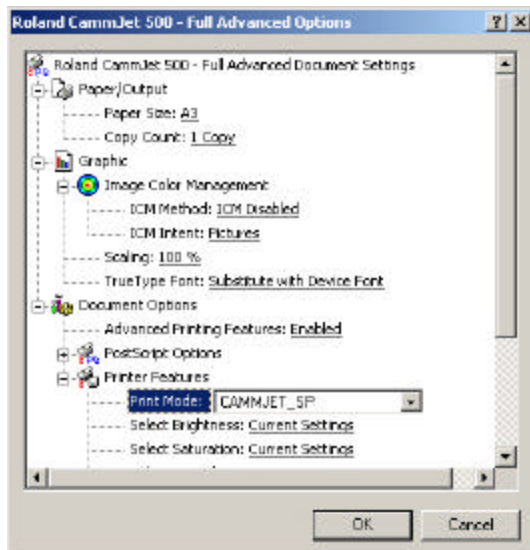 Roland CammJet 500 - Full Advanced Options
Roland CammJet 500 - Full Advanced Document Settings
Paper/Output
Paper Size: A3
Copy Count: 1 Copy
Graphic
Image Color Management
ICM Method: ICM Disabled
ICM Intent: Pictures
Scaling: 100 %
TrueType Font: Substitute with Device Font
Document Options
Advanced Printing Features: Enabled
PostScript Options
Printer Features
Print Mode: CAMMJET_SP
Select Brightness: Current Settings
Select Saturation: Current Settings
OK Cancel